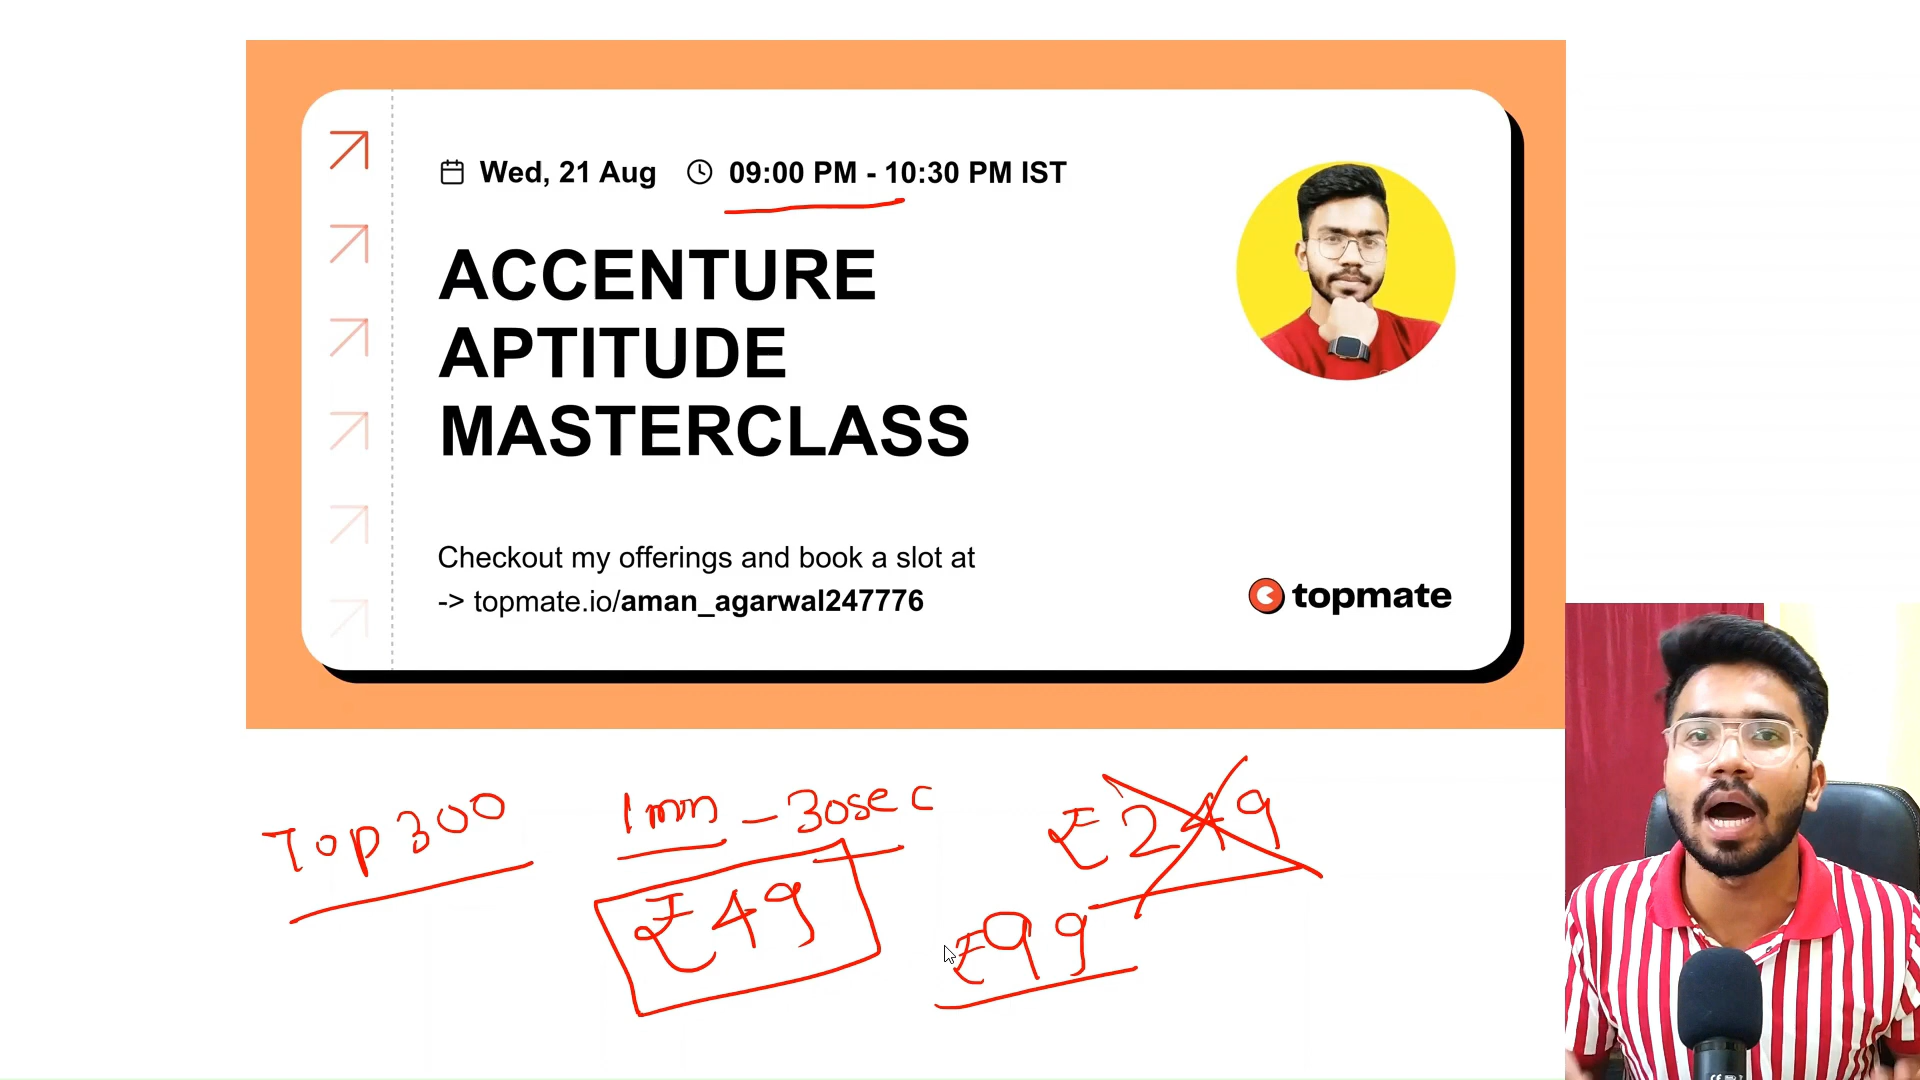 Wed, 21 Aug 09:00 PM - 10:30 PM IST
ACCENTURE
APTITUDE
MASTERCLASS
Checkout my offerings and book a slot at
-> topmate.io/aman_agarwal247776
topmate
Top 300 1min - 30sec ₹249
₹49 ₹99